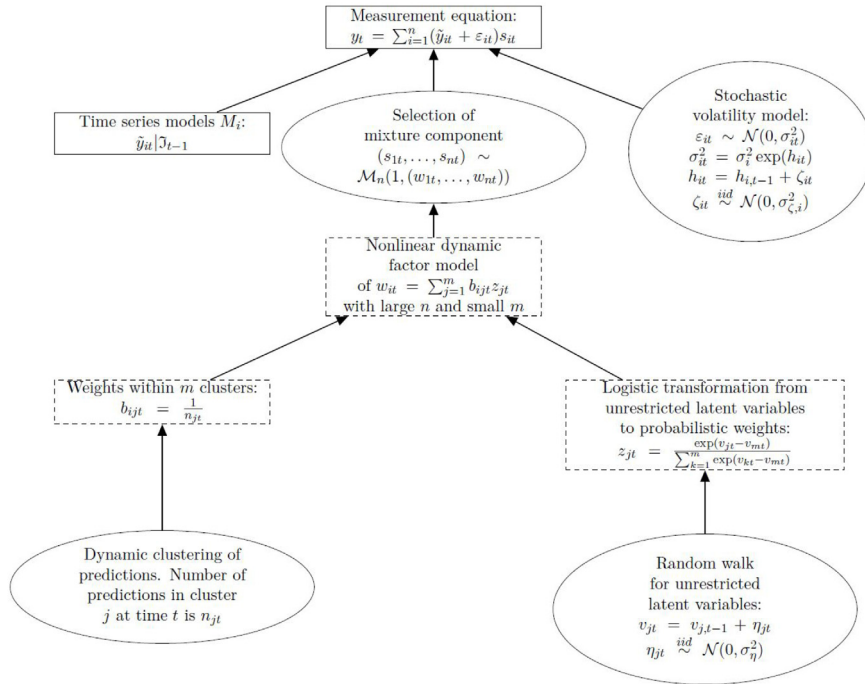 Measurement equation:
$y_t = \sum_{i=1}^{n}(\tilde{y}_{it} + \varepsilon_{it})s_{it}$
Time series models $M_i$:
$\tilde{y}_{it}|\mathfrak{I}_{t-1}$
Selection of
mixture component
$(s_{1t}, \ldots, s_{nt}) \sim$
$\mathcal{M}_n(1, (w_{1t}, \ldots, w_{nt}))$
Stochastic
volatility model:
$\varepsilon_{it} \sim \mathcal{N}(0, \sigma_{it}^2)$
$\sigma_{it}^2 = \sigma_i^2 \exp(h_{it})$
$h_{it} = h_{i,t-1} + \zeta_{it}$
$\zeta_{it} \overset{iid}{\sim} \mathcal{N}(0, \sigma_{\zeta,i}^2)$
Nonlinear dynamic
factor model
of $w_{it} = \sum_{j=1}^{m} b_{ijt} z_{jt}$
with large $n$ and small $m$
Weights within $m$ clusters:
$b_{ijt} = \frac{1}{n_{jt}}$
Logistic transformation from
unrestricted latent variables
to probabilistic weights:
$z_{jt} = \frac{\exp(v_{jt}-v_{mt})}{\sum_{k=1}^{m} \exp(v_{kt}-v_{mt})}$
Dynamic clustering of
predictions. Number of
predictions in cluster
$j$ at time $t$ is $n_{jt}$
Random walk
for unrestricted
latent variables:
$v_{jt} = v_{j,t-1} + \eta_{jt}$
$\eta_{jt} \overset{iid}{\sim} \mathcal{N}(0, \sigma_{\eta}^2)$